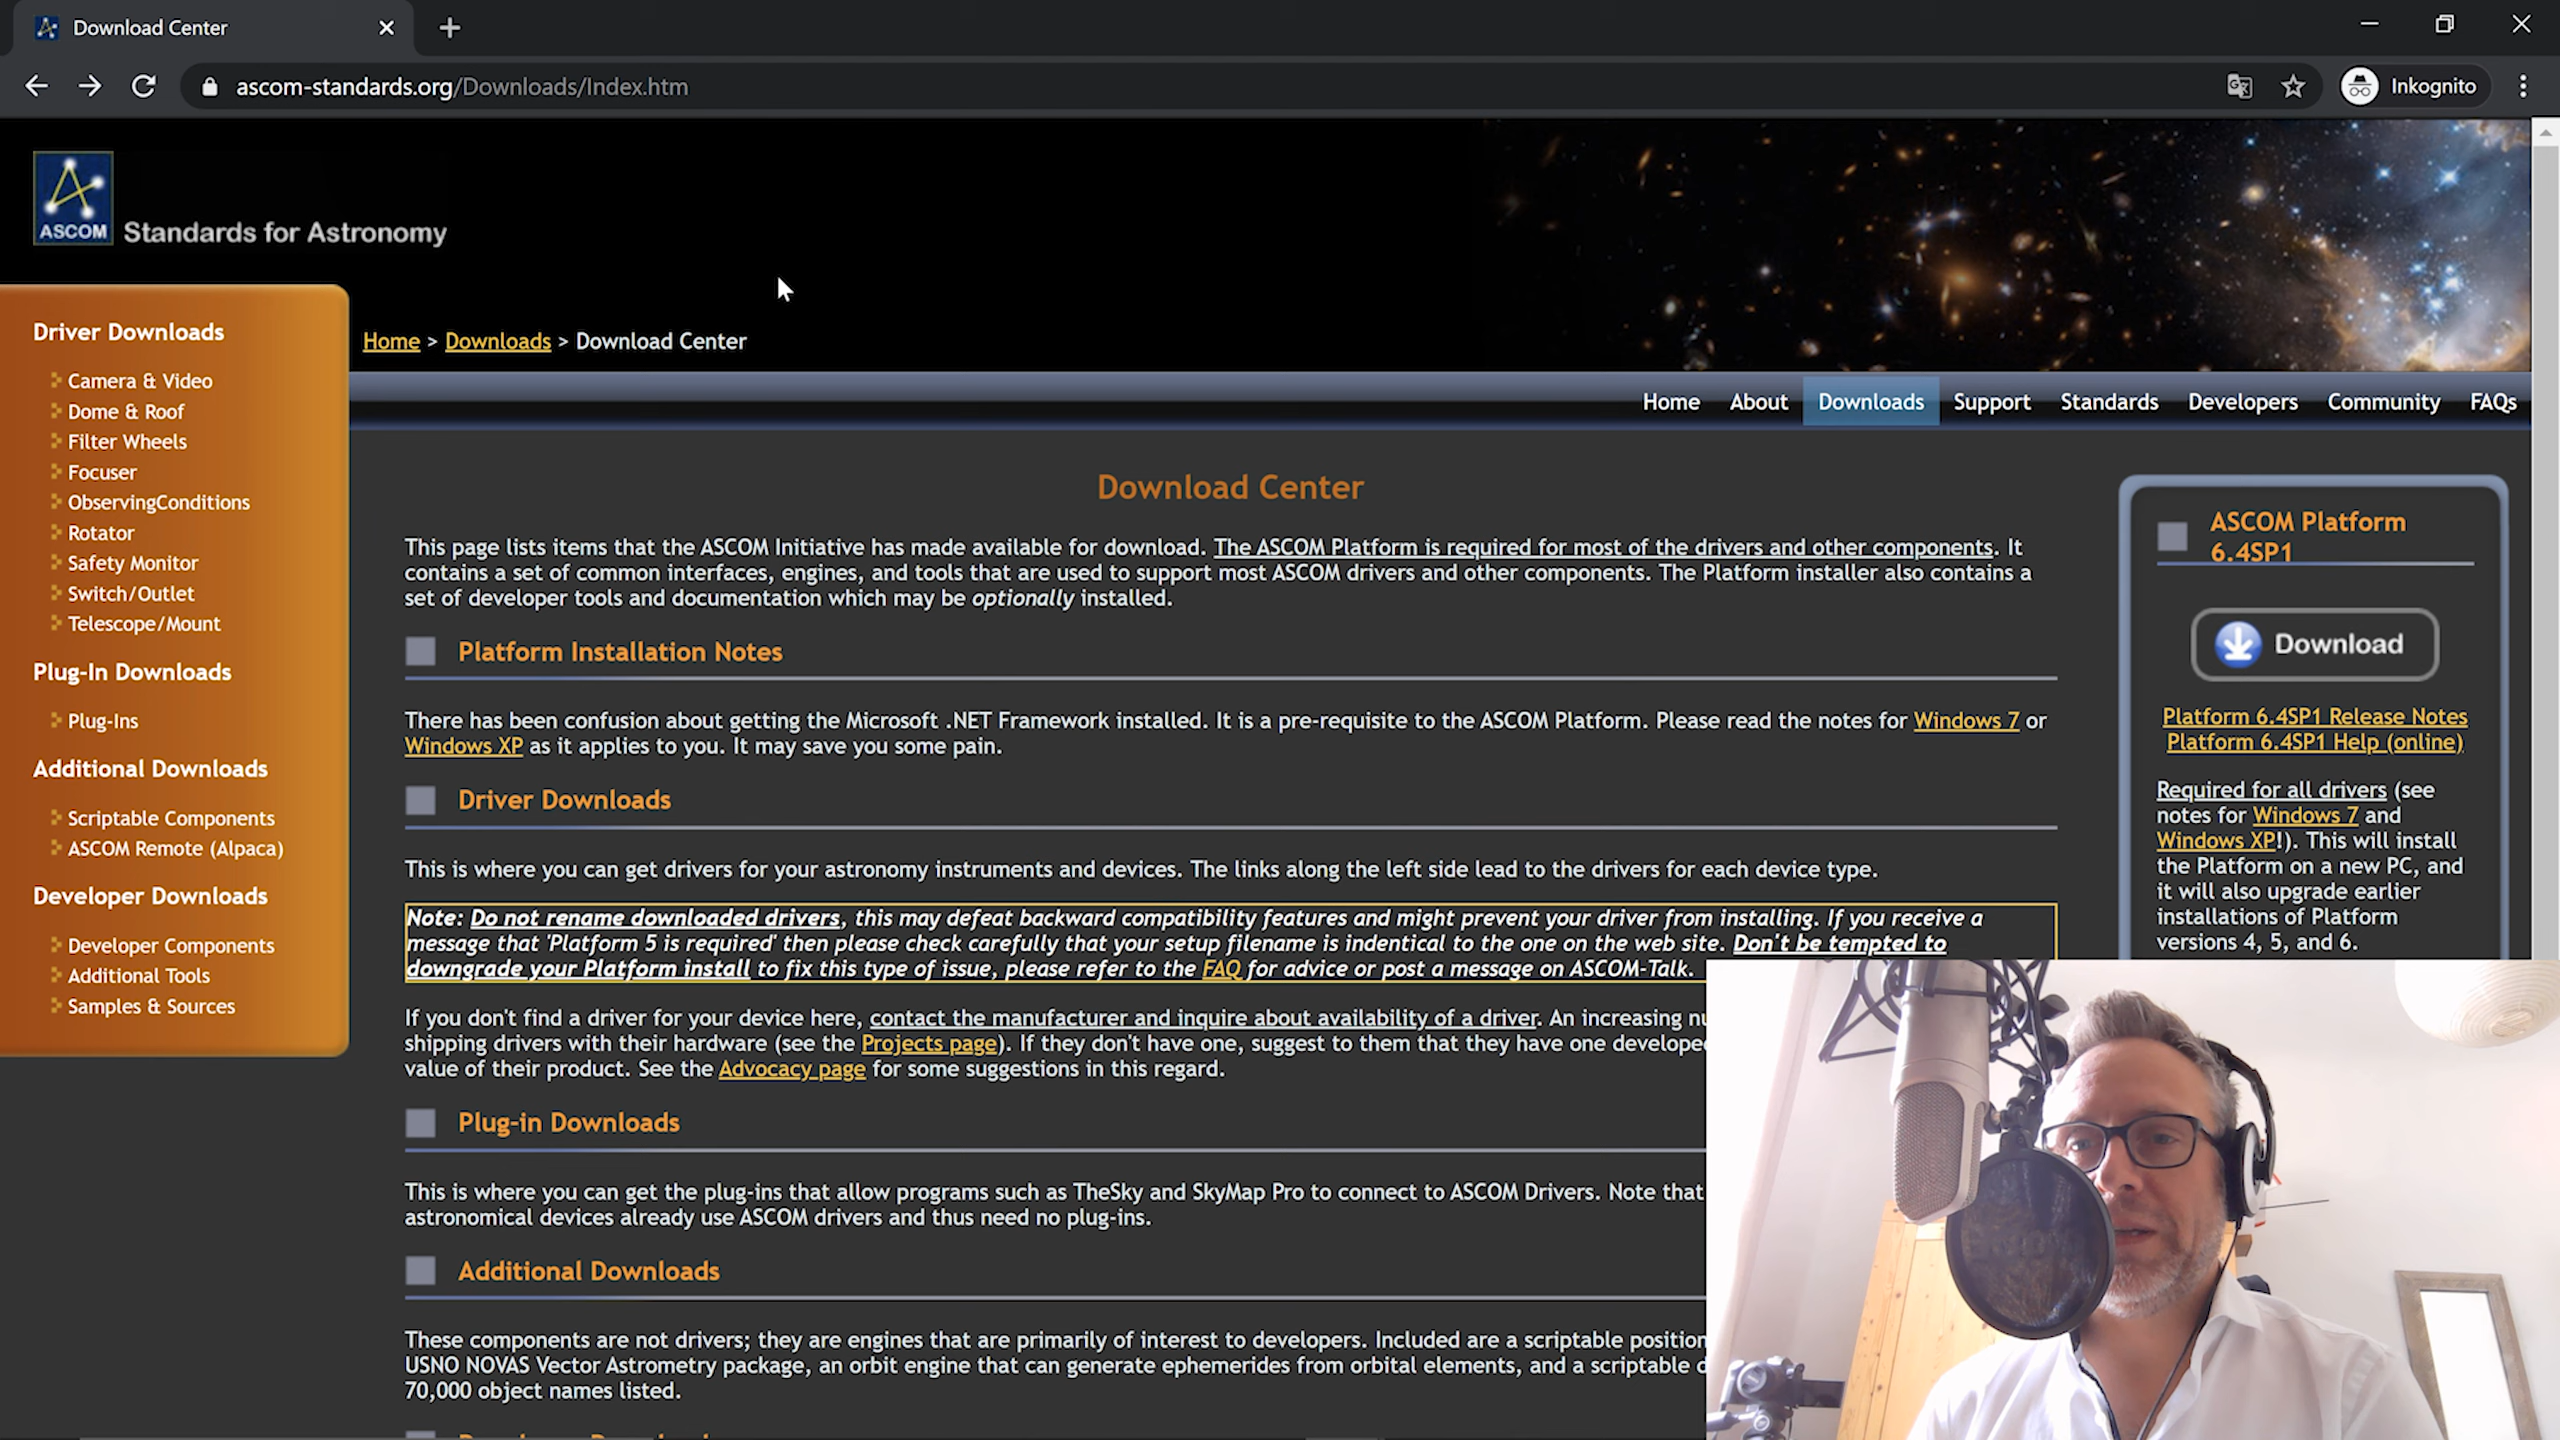 Download Center
ascom-standards.org/Downloads/Index.htm
Inkognito
ASCOM
Standards for Astronomy
Home > Downloads > Download Center
Home About Downloads Support Standards Developers Community FAQs
Driver Downloads
Camera & Video
Dome & Roof
Filter Wheels
Focuser
ObservingConditions
Rotator
Safety Monitor
Switch/Outlet
Telescope/Mount
Plug-In Downloads
Plug-Ins
Additional Downloads
Scriptable Components
ASCOM Remote (Alpaca)
Developer Downloads
Developer Components
Additional Tools
Samples & Sources
Download Center
This page lists items that the ASCOM Initiative has made available for download. The ASCOM Platform is required for most of the drivers and other components. It
contains a set of common interfaces, engines, and tools that are used to support most ASCOM drivers and other components. The Platform installer also contains a
set of developer tools and documentation which may be optionally installed.
Platform Installation Notes
There has been confusion about getting the Microsoft .NET Framework installed. It is a pre-requisite to the ASCOM Platform. Please read the notes for Windows 7 or
Windows XP as it applies to you. It may save you some pain.
Driver Downloads
This is where you can get drivers for your astronomy instruments and devices. The links along the left side lead to the drivers for each device type.
Note: Do not rename downloaded drivers, this may defeat backward compatibility features and might prevent your driver from installing. If you receive a
message that 'Platform 5 is required' then please check carefully that your setup filename is indentical to the one on the web site. Don't be tempted to
downgrade your Platform install to fix this type of issue, please refer to the FAQ for advice or post a message on ASCOM-Talk.
If you don't find a driver for your device here, contact the manufacturer and inquire about availability of a driver. An increasing
shipping drivers with their hardware (see the Projects page). If they don't have one, suggest to them that they have one
value of their product. See the Advocacy page for some suggestions in this regard.
Plug-in Downloads
This is where you can get the plug-ins that allow programs such as TheSky and SkyMap Pro to connect to ASCOM Drivers. Note that
astronomical devices already use ASCOM drivers and thus need no plug-ins.
Additional Downloads
These components are not drivers; they are engines that are primarily of interest to developers. Included are a scriptable
USNO NOVAS Vector Astrometry package, an orbit engine that can generate ephemerides from orbital elements, and a scriptable
70,000 object names listed.
ASCOM Platform
6.4SP1
Download
Platform 6.4SP1 Release Notes
Platform 6.4SP1 Help (online)
Required for all drivers (see
notes for Windows 7 and
Windows XP!). This will install
the Platform on a new PC, and
it will also upgrade earlier
installations of Platform
versions 4, 5, and 6.